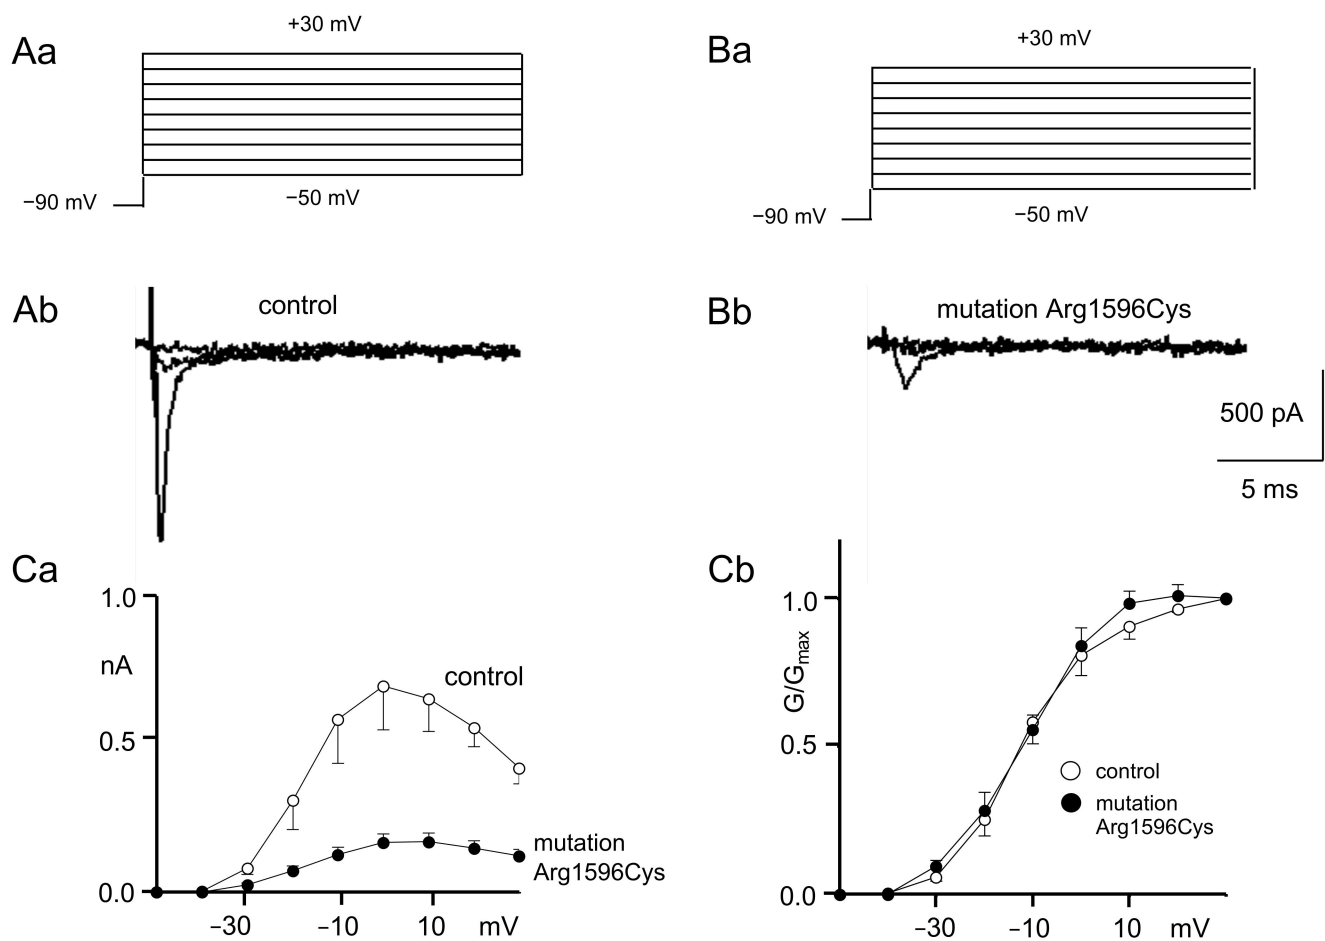 Aa
+30 mV
−90 mV
−50 mV
Ba
+30 mV
−90 mV
−50 mV
Ab
control
Bb
mutation Arg1596Cys
500 pA
5 ms
Ca
1.0
nA
0.5
0.0
control
mutation
Arg1596Cys
−30
−10
10
mV
Cb
1.0
G/Gmax
0.5
0.0
control
mutation
Arg1596Cys
−30
−10
10
mV